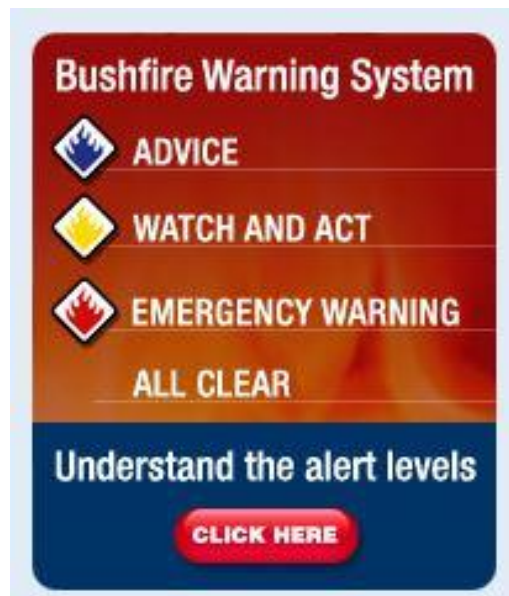 Bushfire Warning System
ADVICE
WATCH AND ACT
EMERGENCY WARNING
ALL CLEAR
Understand the alert levels
CLICK HERE